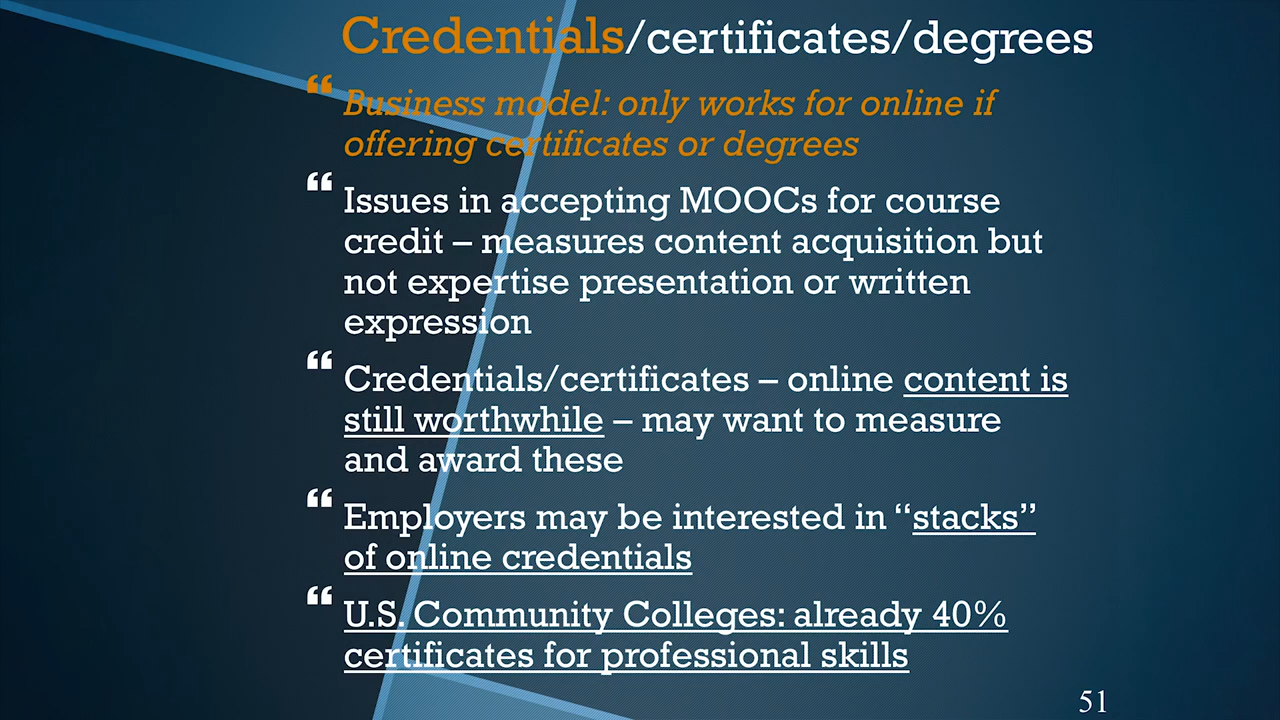 Credentials/certificates/degrees
“ Business model: only works for online if
offering certificates or degrees
“ Issues in accepting MOOCs for course
credit – measures content acquisition but
not expertise presentation or written
expression
“ Credentials/certificates – online content is
still worthwhile – may want to measure
and award these
“ Employers may be interested in “stacks”
of online credentials
“ U.S. Community Colleges: already 40%
certificates for professional skills
51